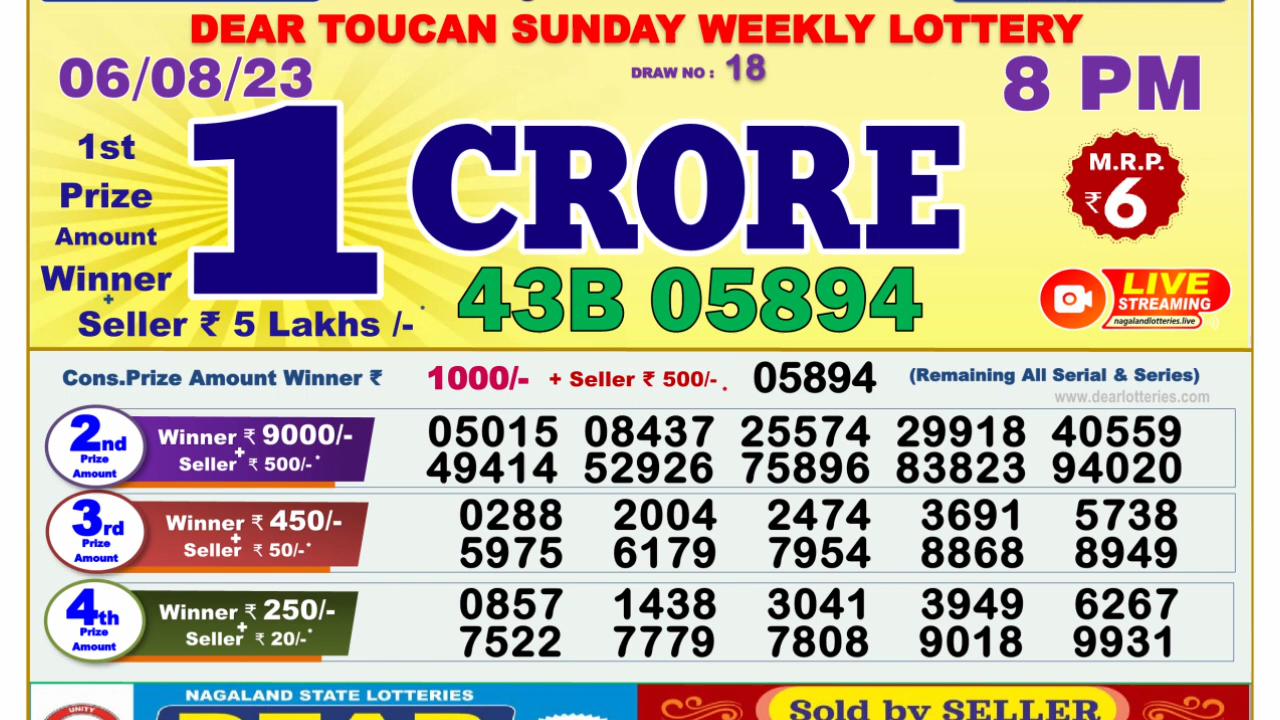 DEAR TOUCAN SUNDAY WEEKLY LOTTERY
06/08/23
DRAW NO : 18
8 PM
1st
Prize
Amount
Winner
+
Seller ₹ 5 Lakhs /-*
1 CRORE
43B 05894
M.R.P.
₹6
LIVE
STREAMING
nagalandlotteries.live
Cons.Prize Amount Winner ₹ 1000/- + Seller ₹ 500/-. 05894 (Remaining All Serial & Series)
www.dearlotteries.com
2nd
Prize
Amount
Winner ₹ 9000/-
+
Seller ₹ 500/-*
05015 08437 25574 29918 40559
49414 52926 75896 83823 94020
3rd
Prize
Amount
Winner ₹ 450/-
+
Seller ₹ 50/-*
0288 2004 2474 3691 5738
5975 6179 7954 8868 8949
4th
Prize
Amount
Winner ₹ 250/-
+
Seller ₹ 20/-*
0857 1438 3041 3949 6267
7522 7779 7808 9018 9931
UNITY
NAGALAND STATE LOTTERIES
DEAR
Sold by SELLER